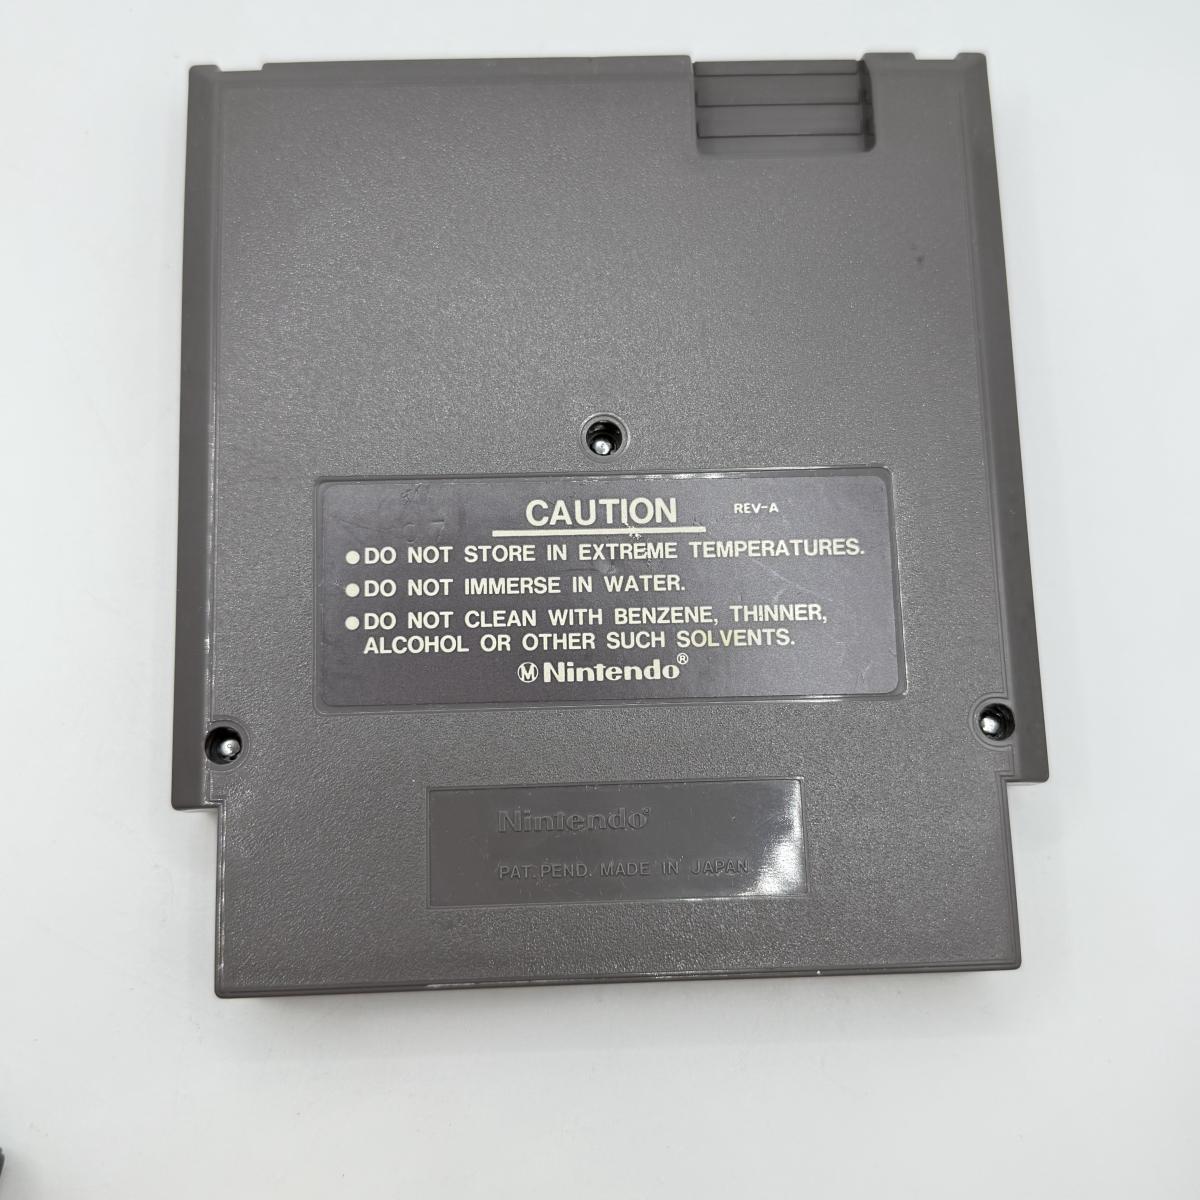 CAUTION REV-A
●DO NOT STORE IN EXTREME TEMPERATURES.
●DO NOT IMMERSE IN WATER.
●DO NOT CLEAN WITH BENZENE, THINNER,
ALCOHOL OR OTHER SUCH SOLVENTS.
Ⓜ Nintendo®
Nintendo®
PAT. PEND. MADE IN JAPAN